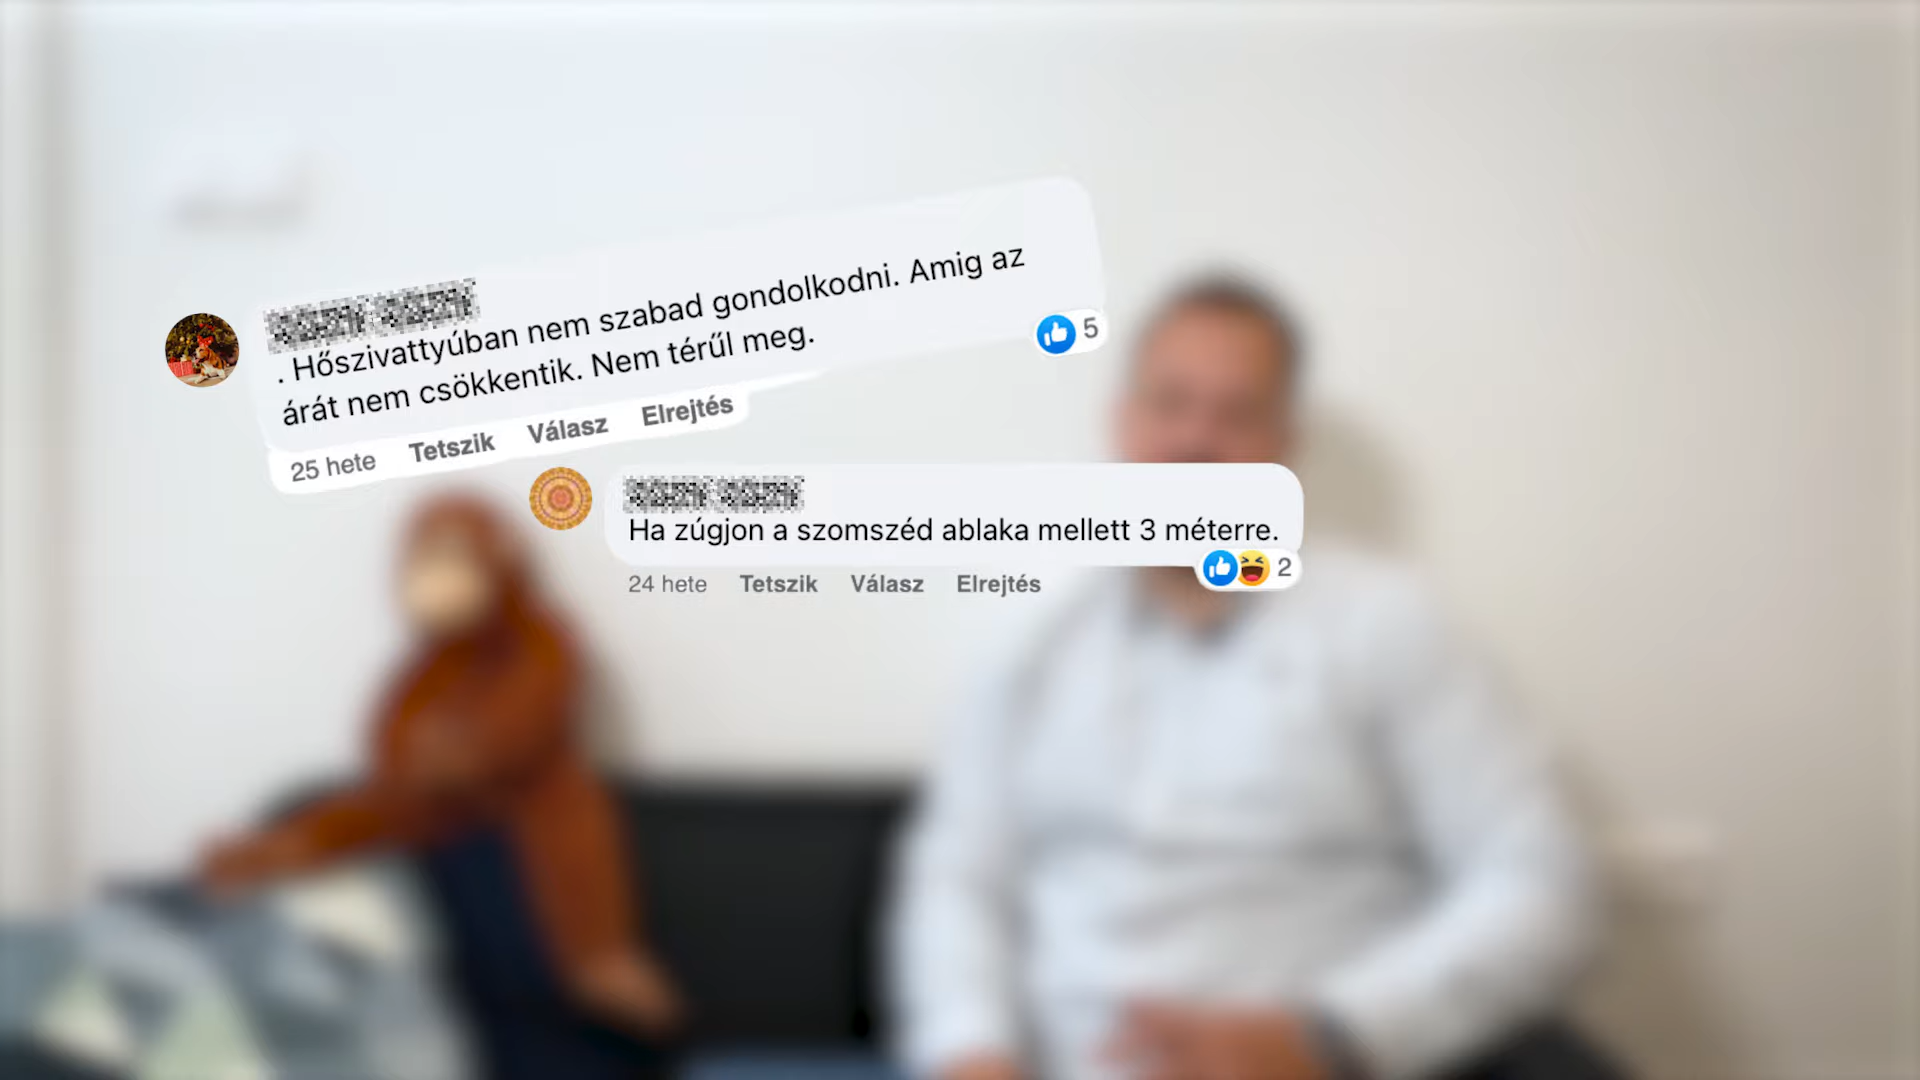 . Hőszivattyúban nem szabad gondolkodni. Amig az
árát nem csökkentik. Nem térűl meg.
5
25 hete Tetszik Válasz Elrejtés
Ha zúgjon a szomszéd ablaka mellett 3 méterre.
2
24 hete Tetszik Válasz Elrejtés